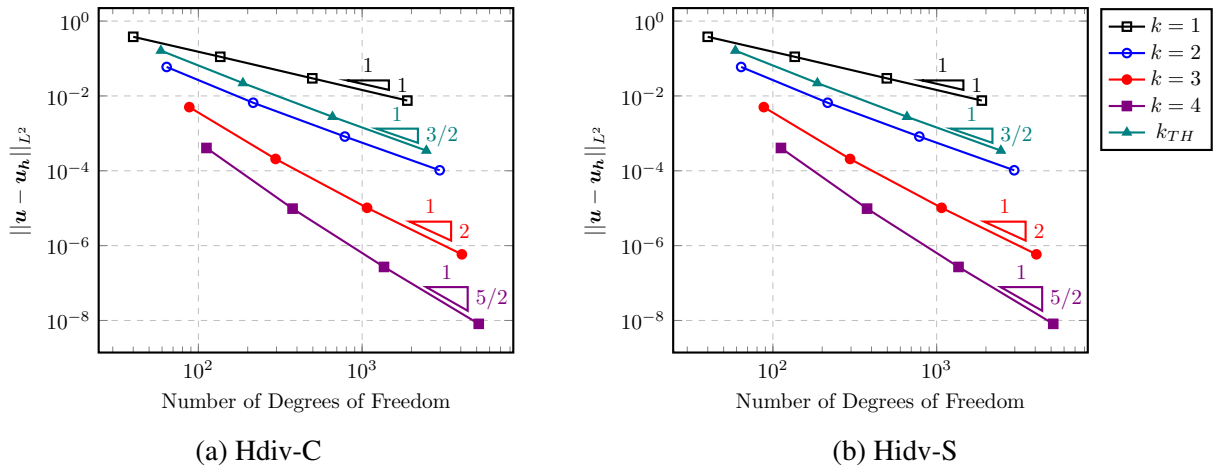 10^0
10^{-2}
10^{-4}
10^{-6}
10^{-8}
||u − u_h||_{L^2}
1
1
1
3/2
1
2
1
5/2
10^2
10^3
Number of Degrees of Freedom
(a) Hdiv-C
10^0
10^{-2}
10^{-4}
10^{-6}
10^{-8}
||u − u_h||_{L^2}
1
1
1
3/2
1
2
1
5/2
10^2
10^3
Number of Degrees of Freedom
(b) Hidv-S
k = 1
k = 2
k = 3
k = 4
k_{TH}